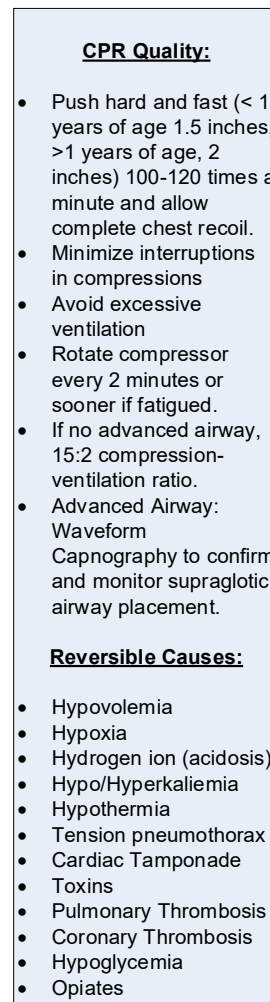 CPR Quality:
• Push hard and fast (< 1
years of age 1.5 inches,
>1 years of age, 2
inches) 100-120 times a
minute and allow
complete chest recoil.
• Minimize interruptions
in compressions
• Avoid excessive
ventilation
• Rotate compressor
every 2 minutes or
sooner if fatigued.
• If no advanced airway,
15:2 compression-
ventilation ratio.
• Advanced Airway:
Waveform
Capnography to confirm
and monitor supraglotic
airway placement.
Reversible Causes:
• Hypovolemia
• Hypoxia
• Hydrogen ion (acidosis)
• Hypo/Hyperkaliemia
• Hypothermia
• Tension pneumothorax
• Cardiac Tamponade
• Toxins
• Pulmonary Thrombosis
• Coronary Thrombosis
• Hypoglycemia
• Opiates